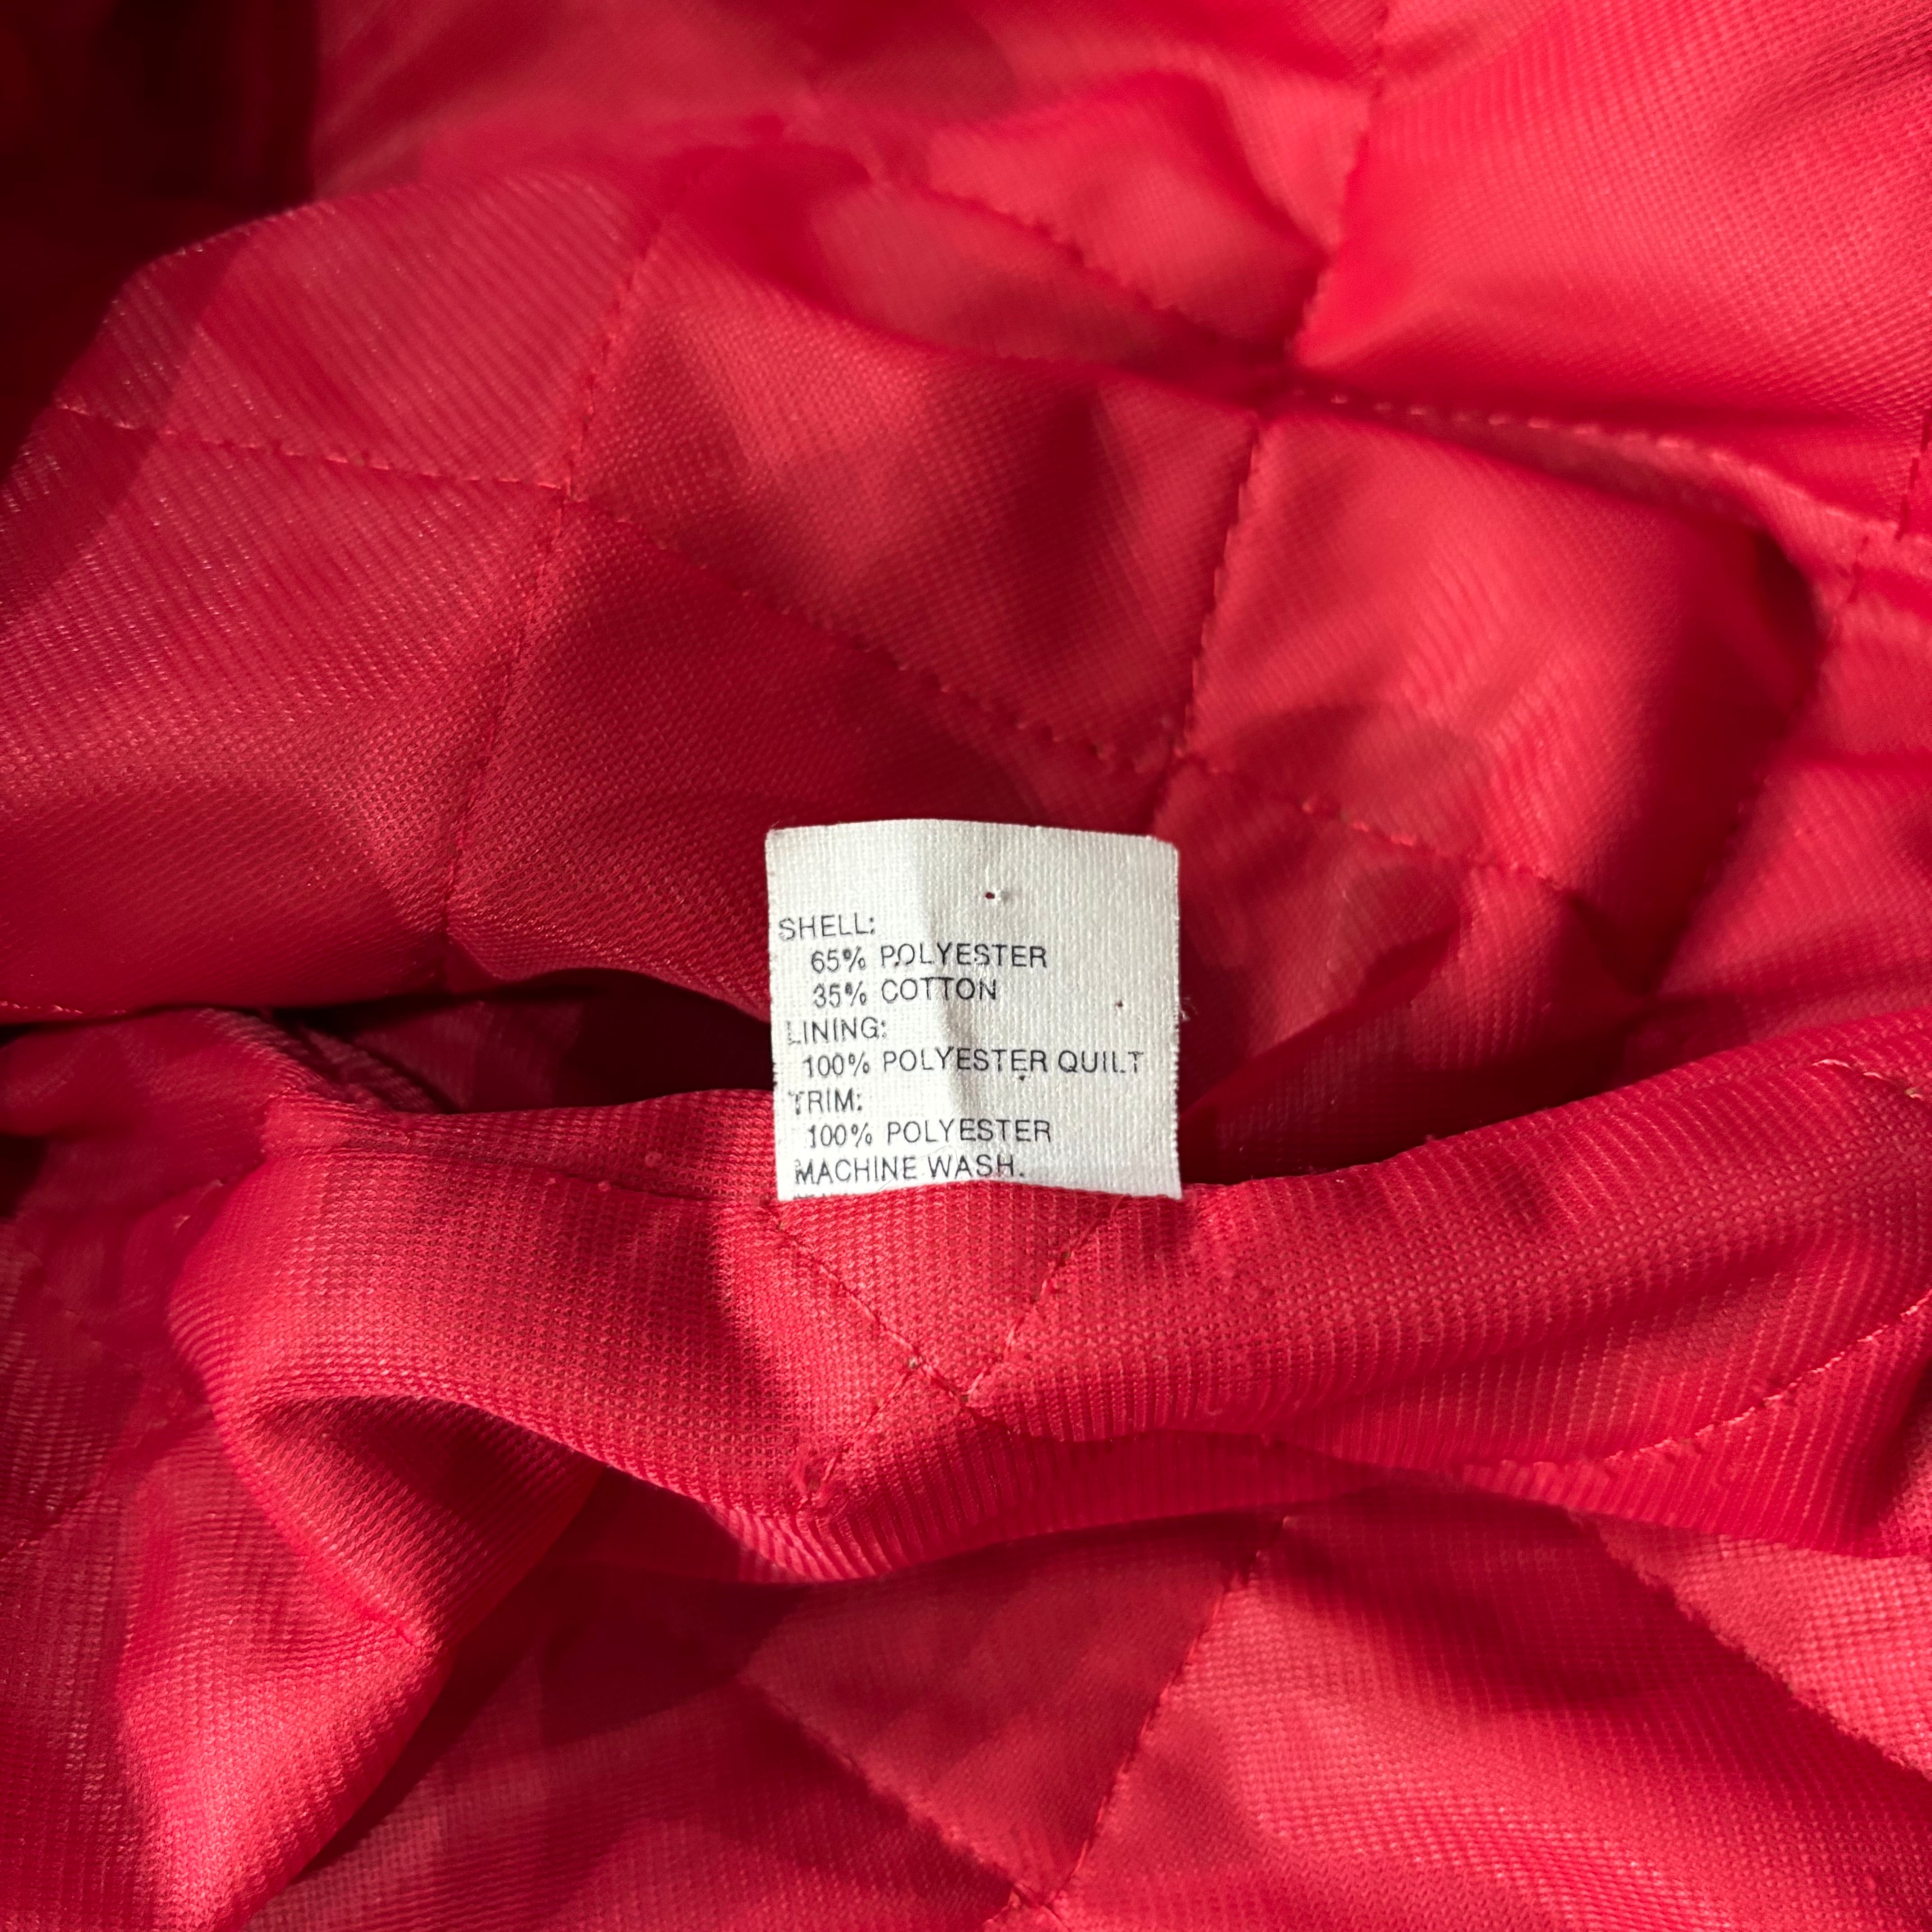 SHELL:
65% POLYESTER
35% COTTON
LINING:
100% POLYESTER QUILT
TRIM:
100% POLYESTER
MACHINE WASH.